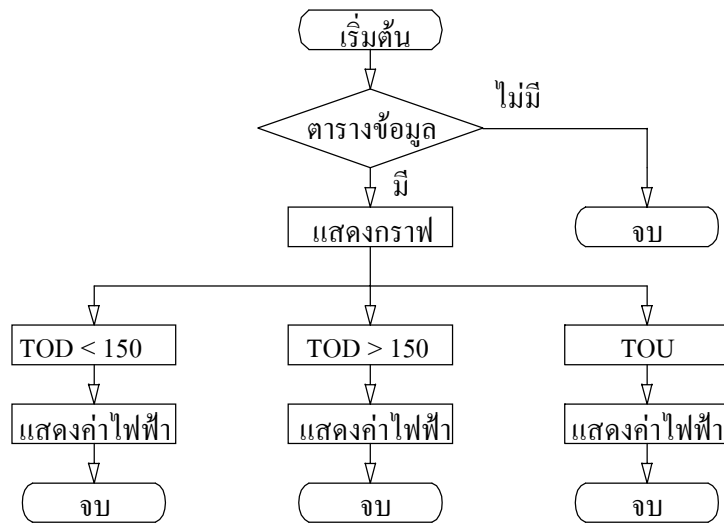 เริ่มต้น
ไม่มี
ตารางข้อมูล
มี
แสดงกราฟ
จบ
TOD < 150
TOD > 150
TOU
แสดงค่าไฟฟ้า
แสดงค่าไฟฟ้า
แสดงค่าไฟฟ้า
จบ
จบ
จบ